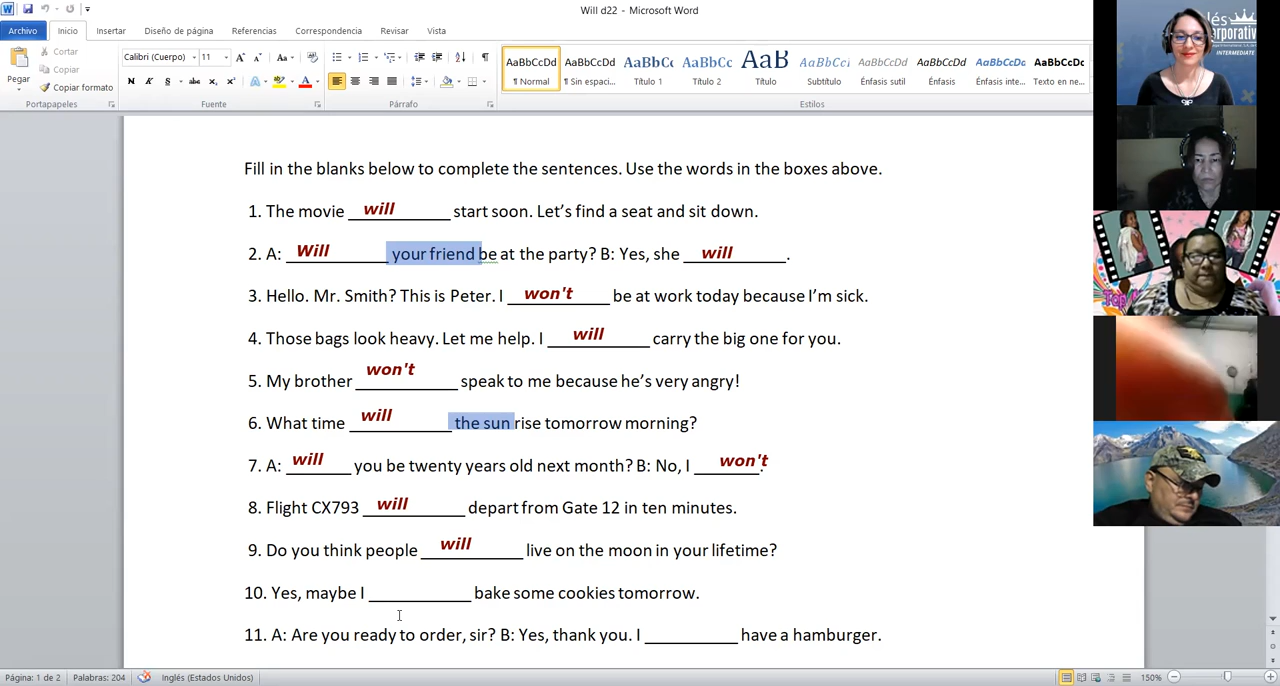 Will d22 - Microsoft Word
Archivo Inicio Insertar Diseño de página Referencias Correspondencia Revisar Vista
Cortar
Copiar
Copiar formato
Pegar
Portapapeles
Calibri (Cuerpo) 11
Fuente
Párrafo
AaBbCcDd AaBbCcDd AaBbC AaBbCc AaB AaBbCcI AaBbCcDd AaBbCcDd AaBbCcDd AaBbCcDc
¶ Normal ¶ Sin espaci... Título 1 Título 2 Título Subtítulo Énfasis sutil Énfasis Énfasis inte... Texto en ne...
Estilos
Fill in the blanks below to complete the sentences. Use the words in the boxes above.
1. The movie will start soon. Let's find a seat and sit down.
2. A: Will your friend be at the party? B: Yes, she will.
3. Hello. Mr. Smith? This is Peter. I won't be at work today because I'm sick.
4. Those bags look heavy. Let me help. I will carry the big one for you.
5. My brother won't speak to me because he's very angry!
6. What time will the sun rise tomorrow morning?
7. A: will you be twenty years old next month? B: No, I won't.
8. Flight CX793 will depart from Gate 12 in ten minutes.
9. Do you think people will live on the moon in your lifetime?
10. Yes, maybe I __________ bake some cookies tomorrow.
11. A: Are you ready to order, sir? B: Yes, thank you. I __________ have a hamburger.
Página: 1 de 2 Palabras: 204 Inglés (Estados Unidos) 150%
INTERMEDIATE